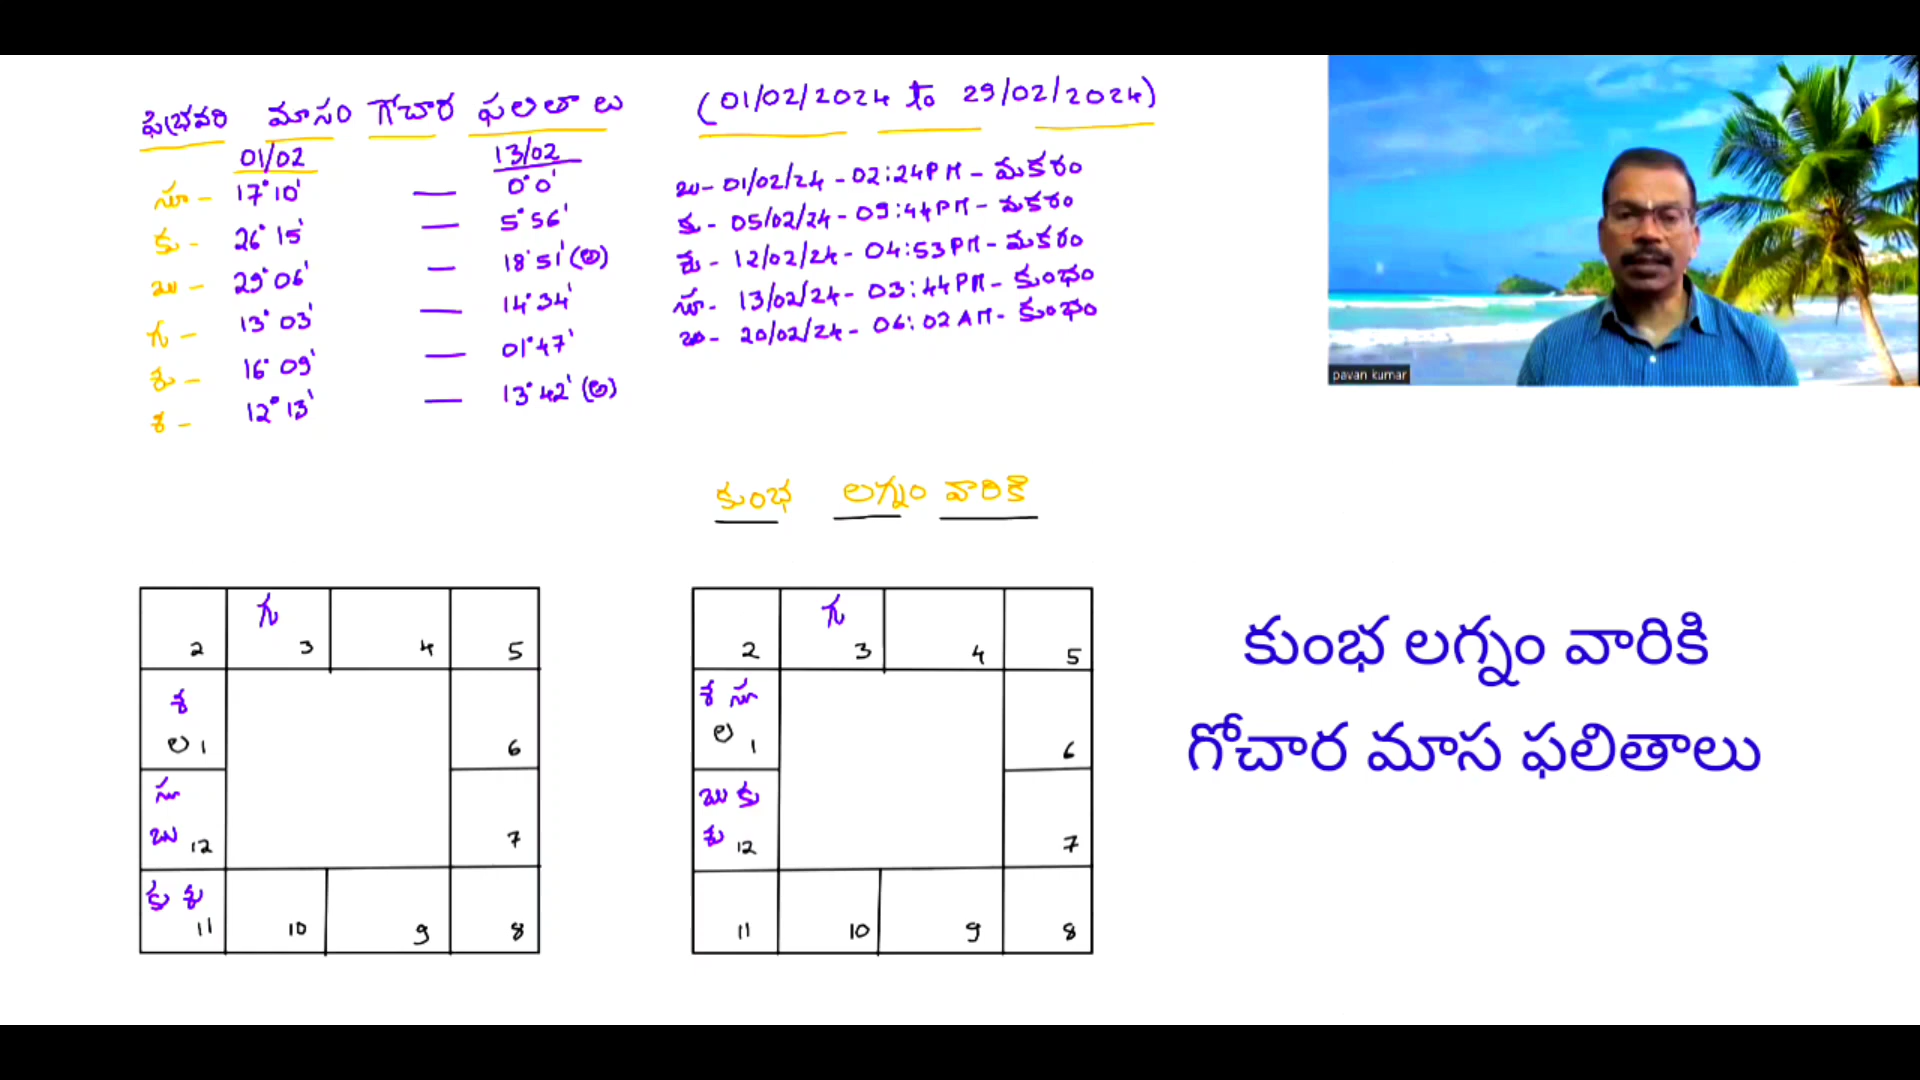 ఫిబ్రవరి మాసం గోచార ఫలితాలు (01/02/2024 to 29/02/2024)
01/02 13/02
సూ - 17°10' — 0°0'
కు - 26°15' — 5°56'
బు - 29°06' — 18°51' (అ)
గు - 13°03' — 14°34'
శు - 16°09' — 01°47'
శ - 12°13' — 13°42' (అ)
బు - 01/02/24 - 02:24PM - మకరం
కు - 05/02/24 - 09:44PM - మకరం
శు - 12/02/24 - 04:53PM - మకరం
సూ - 13/02/24 - 03:44PM - కుంభం
బు - 20/02/24 - 06:02AM - కుంభం
pavan kumar
కుంభ లగ్నం వారికి
గు
2 3 4 5
శ
ల 1 6
సూ
బు 12 7
కు శు
11 10 9 8
గు
2 3 4 5
శ సూ
ల 1 6
బు కు
శు 12 7
11 10 9 8
కుంభ లగ్నం వారికి
గోచార మాస ఫలితాలు